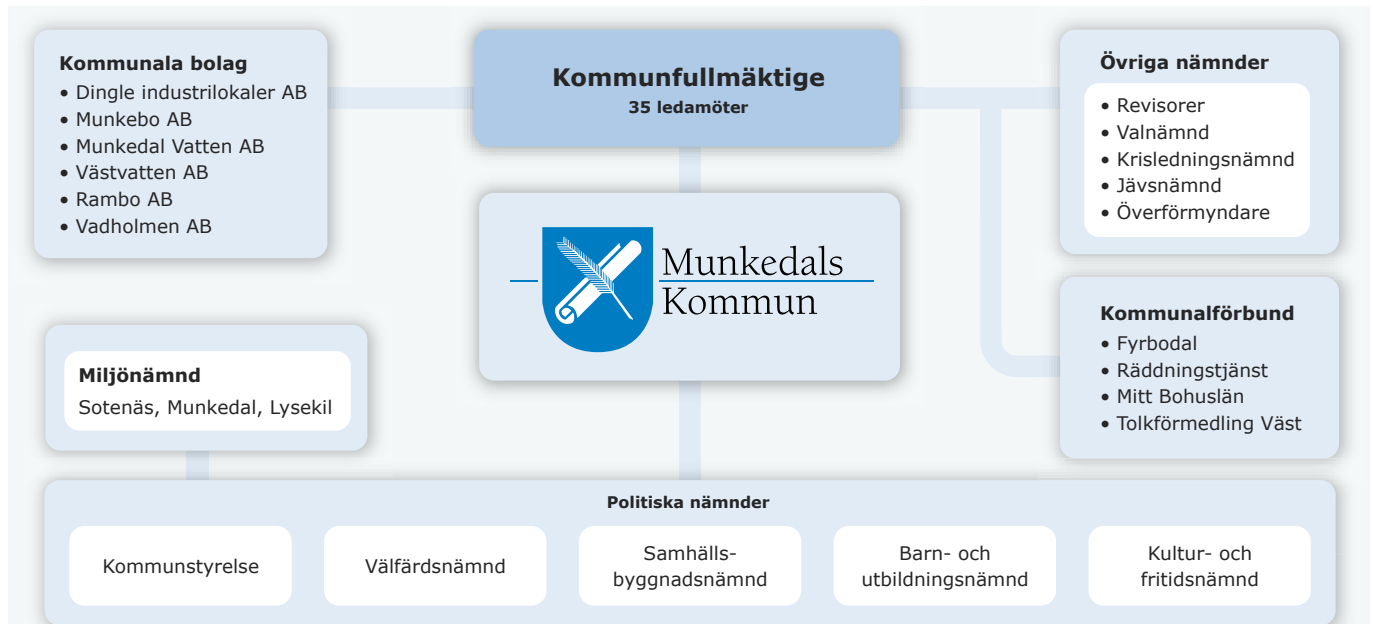 Kommunala bolag
• Dingle industrilokaler AB
• Munkebo AB
• Munkedal Vatten AB
• Västvatten AB
• Rambo AB
• Vadholmen AB
Kommunfullmäktige
35 ledamöter
Övriga nämnder
• Revisorer
• Valnämnd
• Krisledningsnämnd
• Jävsnämnd
• Överförmyndare
Munkedals
Kommun
Kommunalförbund
• Fyrbodal
• Räddningstjänst
• Mitt Bohuslän
• Tolkförmedling Väst
Miljönämnd
Sotenäs, Munkedal, Lysekil
Politiska nämnder
Kommunstyrelse
Välfärdsnämnd
Samhälls-
byggnadsnämnd
Barn- och
utbildningsnämnd
Kultur- och
fritidsnämnd